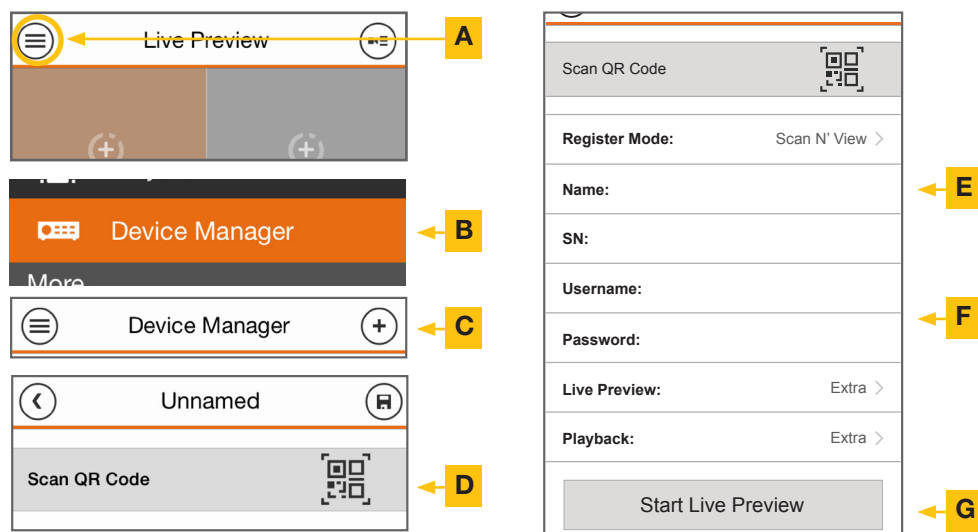 Live Preview
A
Device Manager
B
More
Device Manager
C
Unnamed
Scan QR Code
D
Scan QR Code
Register Mode: Scan N' View
Name:
E
SN:
Username:
F
Password:
Live Preview: Extra
Playback: Extra
Start Live Preview
G